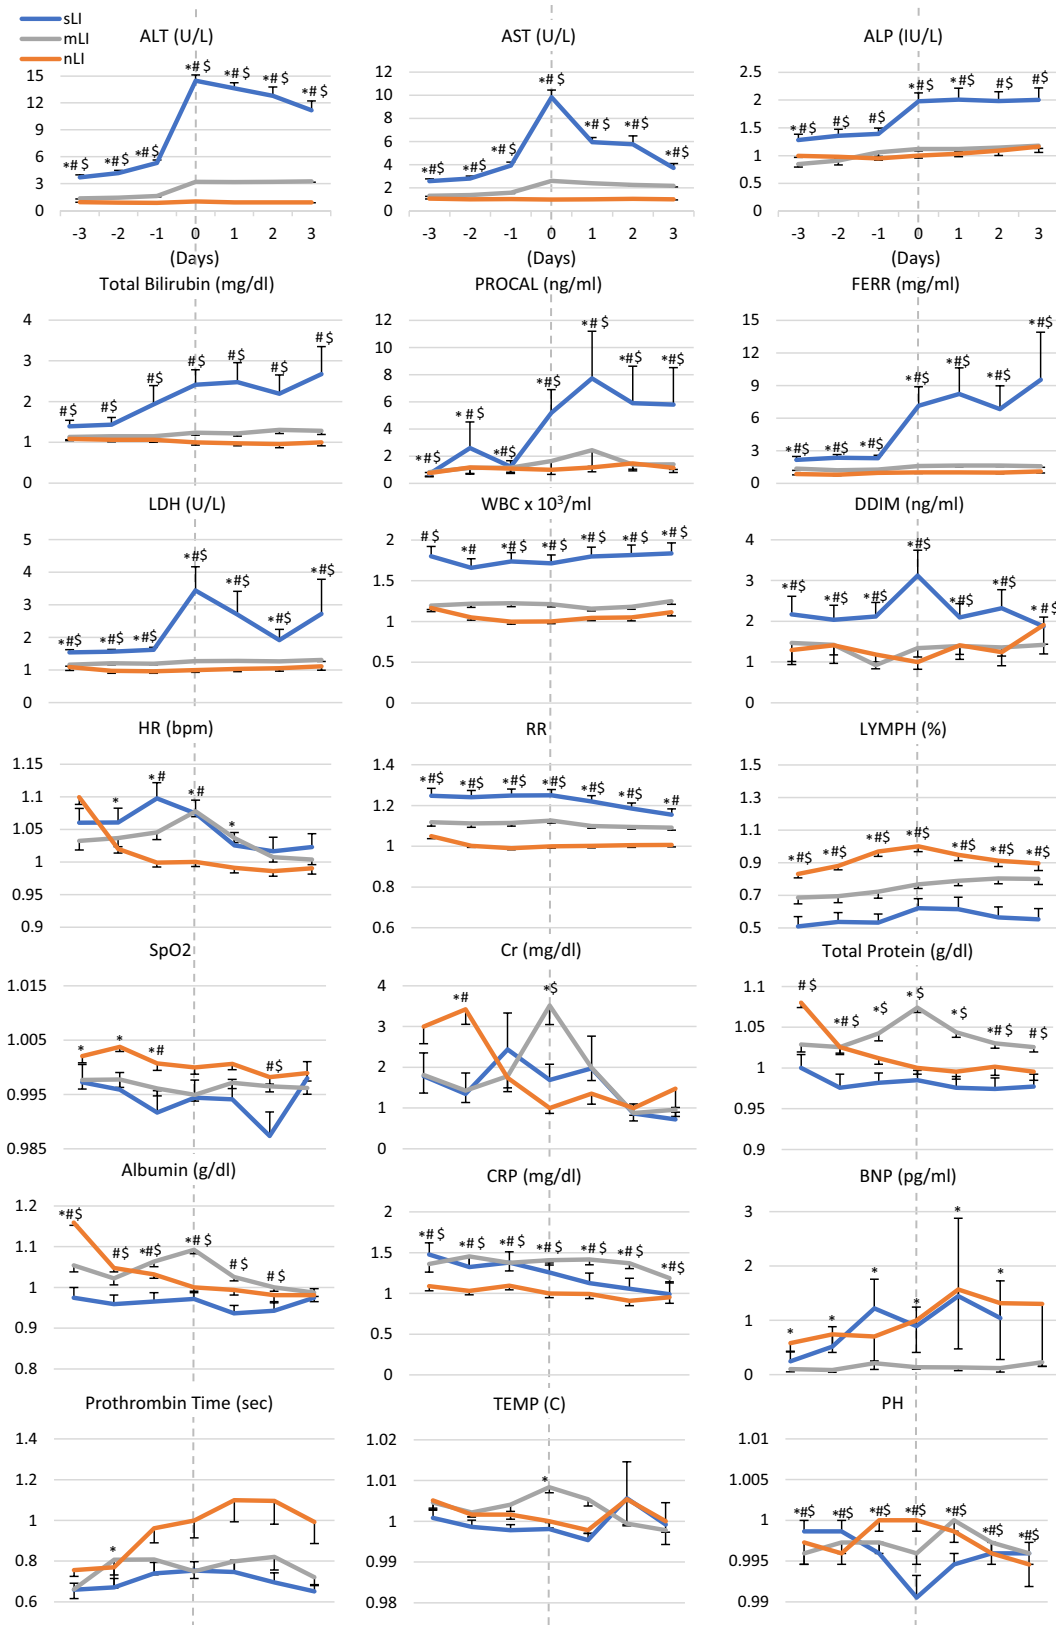 sLI
mLI
nLI
ALT (U/L)
AST (U/L)
ALP (IU/L)
15
12
9
6
3
0
*# $ *# $ *# $ *# $ *# $ *# $ *# $
-3 -2 -1 0 1 2 3
(Days)
12
10
8
6
4
2
0
*# $ *# $ *# $ *# $ *# $ *# $ *# $
-3 -2 -1 0 1 2 3
(Days)
2.5
2
1.5
1
0.5
0
*# $ # $ # $ *# $ *# $ # $ # $
-3 -2 -1 0 1 2 3
(Days)
Total Bilirubin (mg/dl)
PROCAL (ng/ml)
FERR (mg/ml)
4
3
2
1
0
# $ # $ # $ # $ # $ # $ # $
12
10
8
6
4
2
0
*# $ *# $ *# $ *# $ *# $ *# $ *# $
15
12
9
6
3
0
*# $ *# $ *# $ *# $ *# $ *# $ *# $
LDH (U/L)
WBC x 10³/ml
DDIM (ng/ml)
5
4
3
2
1
0
*#$ *#$ *#$ *#$ *#$ *#$ *#$
2
1.5
1
0.5
0
# $ *# *# $ *# $ *# $ *# $ *# $
4
3
2
1
0
*#$ *#$ *#$ *#$ *#$ *#$ *#$
HR (bpm)
RR
LYMPH (%)
1.15
1.1
1.05
1
0.95
0.9
* *# *# *
1.4
1.2
1
0.8
0.6
*#$ *#$ *#$ *#$ *#$ *#$ *#
1.5
1.3
1.1
0.9
0.7
0.5
*#$ *#$ *#$ *#$ *#$ *#$ *#$
SpO2
Cr (mg/dl)
Total Protein (g/dl)
1.015
1.005
0.995
0.985
* * *# # $
4
3
2
1
0
*# *$
1.1
1.05
1
0.95
0.9
# $ *# $ *$ *$ *$ *# $ # $
Albumin (g/dl)
CRP (mg/dl)
BNP (pg/ml)
1.2
1.1
1
0.9
0.8
*#$ #$ *#$ *#$ # $ # $
2
1.5
1
0.5
0
*# $ *# $ *# $ *# $ *# $ *# $ *# $
3
2
1
0
* * * * * *
Prothrombin Time (sec)
TEMP (C)
PH
1.4
1.2
1
0.8
0.6
*
1.02
1.01
1
0.99
0.98
*
1.01
1.005
1
0.995
0.99
*#$ *#$ *#$ *#$ *#$ *#$ *#$